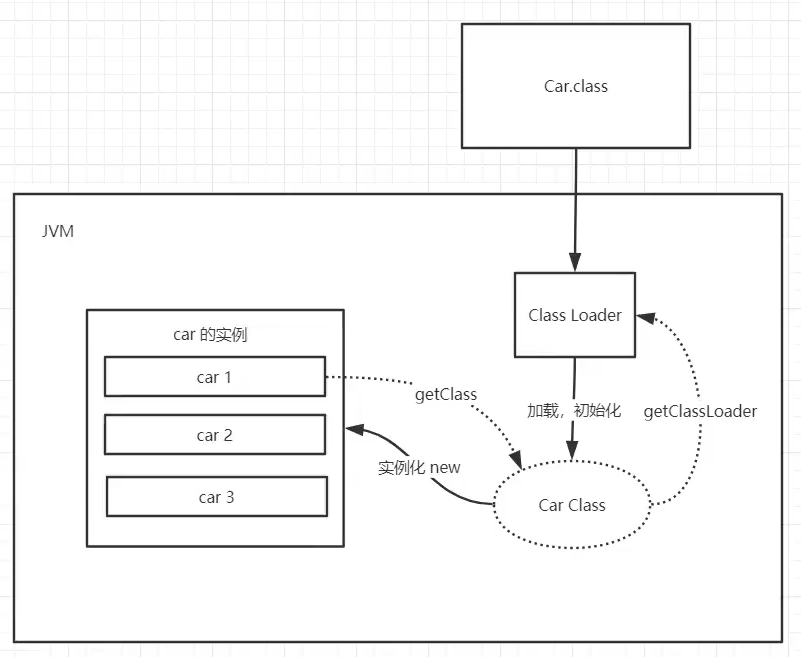 Car.class
JVM
Class Loader
car 的实例
car 1
getClass
加载，初始化
getClassLoader
car 2
实例化 new
car 3
Car Class